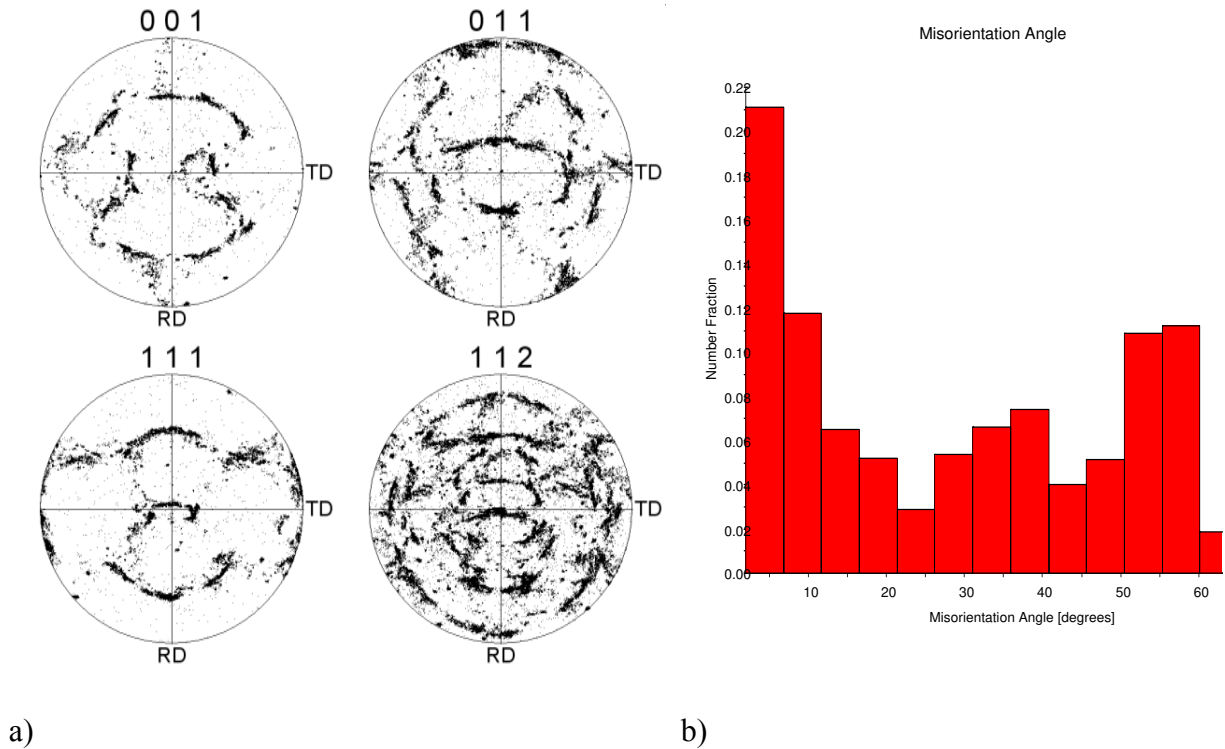 0 0 1
0 1 1
TD
TD
RD
RD
1 1 1
1 1 2
TD
TD
RD
RD
a)
Misorientation Angle
Number Fraction
0.22
0.20
0.18
0.16
0.14
0.12
0.10
0.08
0.06
0.04
0.02
0.00
10 20 30 40 50 60
Misorientation Angle [degrees]
b)